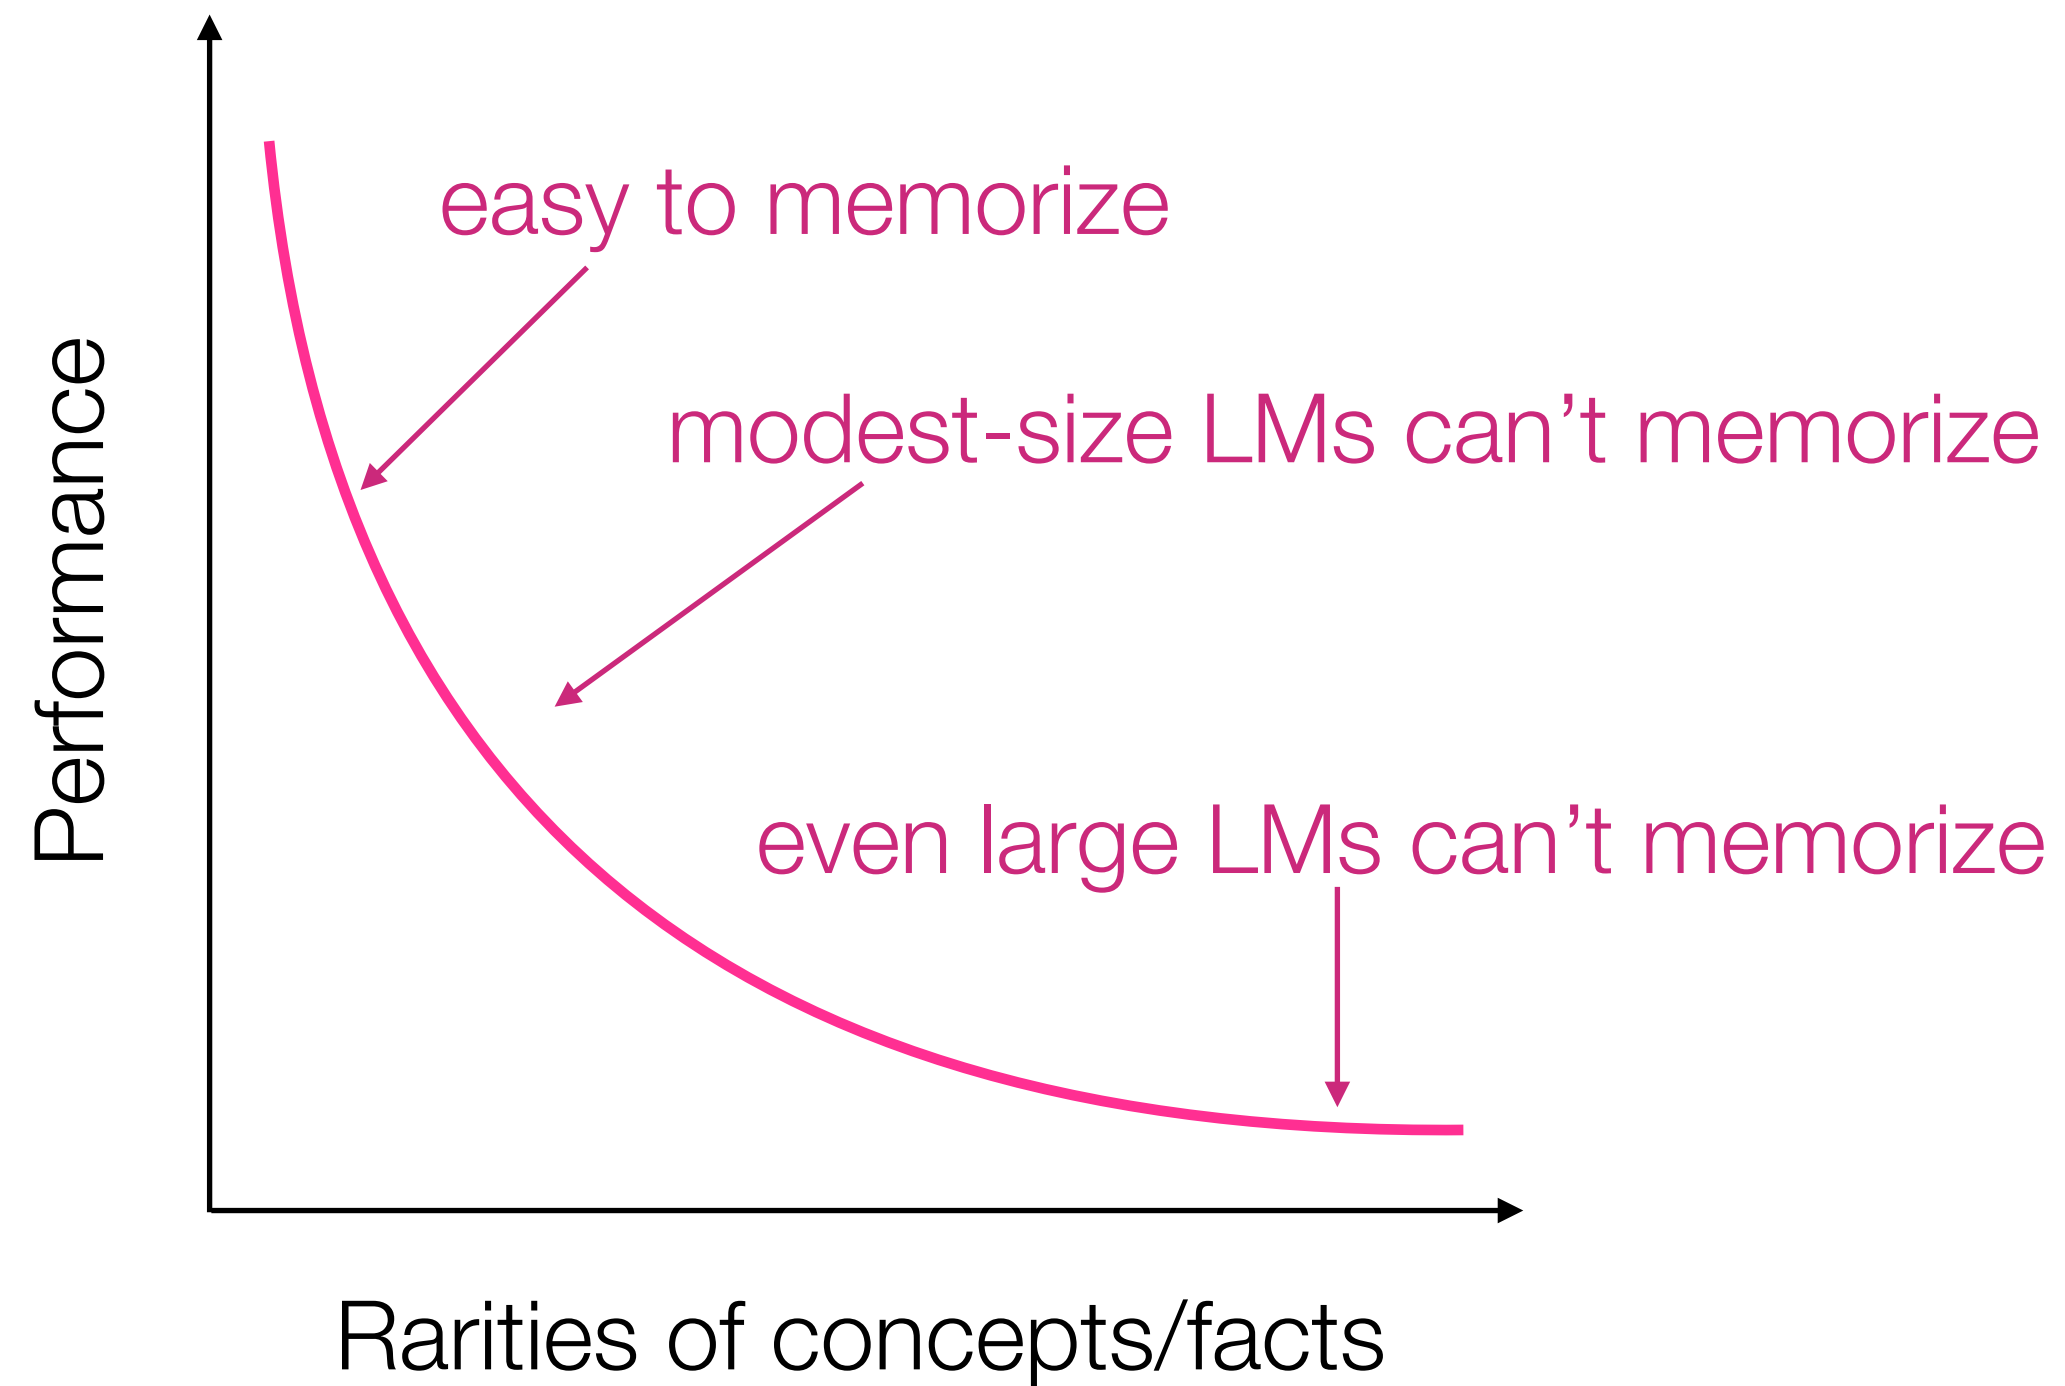 easy to memorize
modest-size LMs can’t memorize
Performance
even large LMs can’t memorize
Rarities of concepts/facts